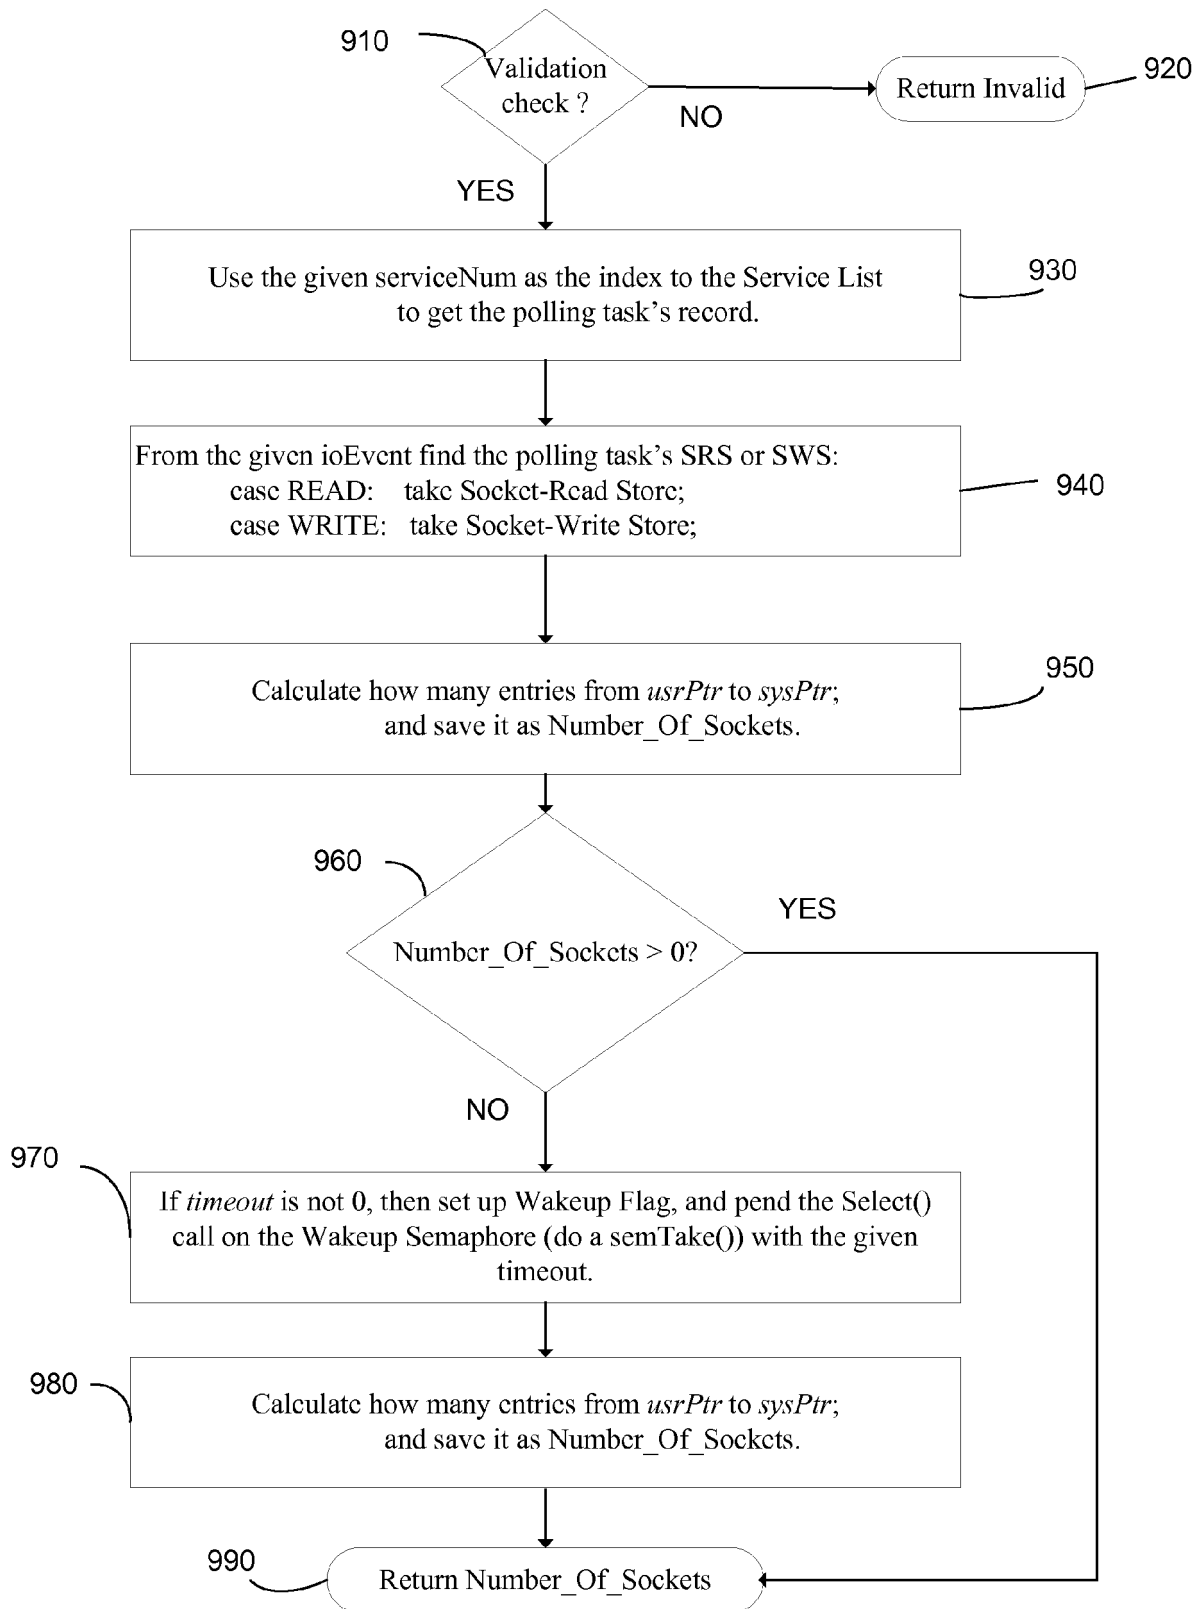 910
Validation
check ?
NO
Return Invalid
920
YES
Use the given serviceNum as the index to the Service List
to get the polling task's record.
930
From the given ioEvent find the polling task's SRS or SWS:
case READ: take Socket-Read Store;
case WRITE: take Socket-Write Store;
940
Calculate how many entries from usrPtr to sysPtr;
and save it as Number_Of_Sockets.
950
960
Number_Of_Sockets > 0?
YES
NO
970
If timeout is not 0, then set up Wakeup Flag, and pend the Select()
call on the Wakeup Semaphore (do a semTake()) with the given
timeout.
980
Calculate how many entries from usrPtr to sysPtr;
and save it as Number_Of_Sockets.
990
Return Number_Of_Sockets